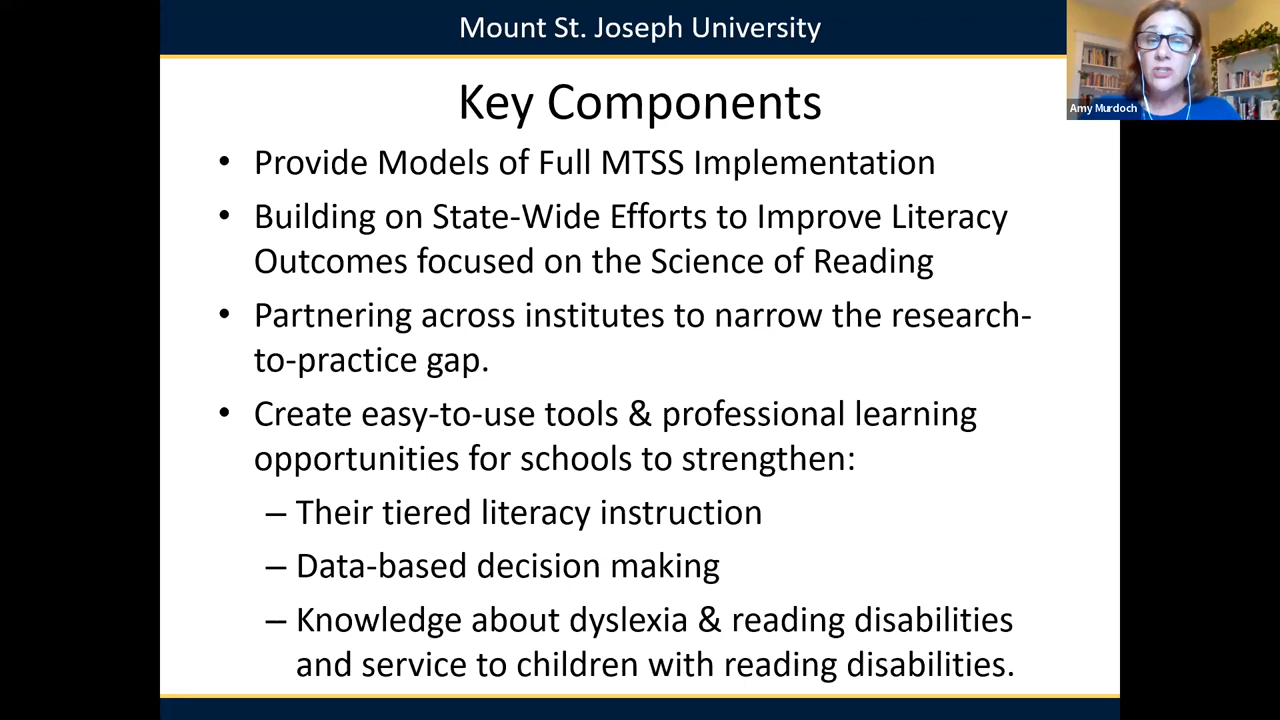 Mount St. Joseph University
Amy Murdoch
Key Components
• Provide Models of Full MTSS Implementation
• Building on State-Wide Efforts to Improve Literacy
Outcomes focused on the Science of Reading
• Partnering across institutes to narrow the research-
to-practice gap.
• Create easy-to-use tools & professional learning
opportunities for schools to strengthen:
– Their tiered literacy instruction
– Data-based decision making
– Knowledge about dyslexia & reading disabilities
and service to children with reading disabilities.